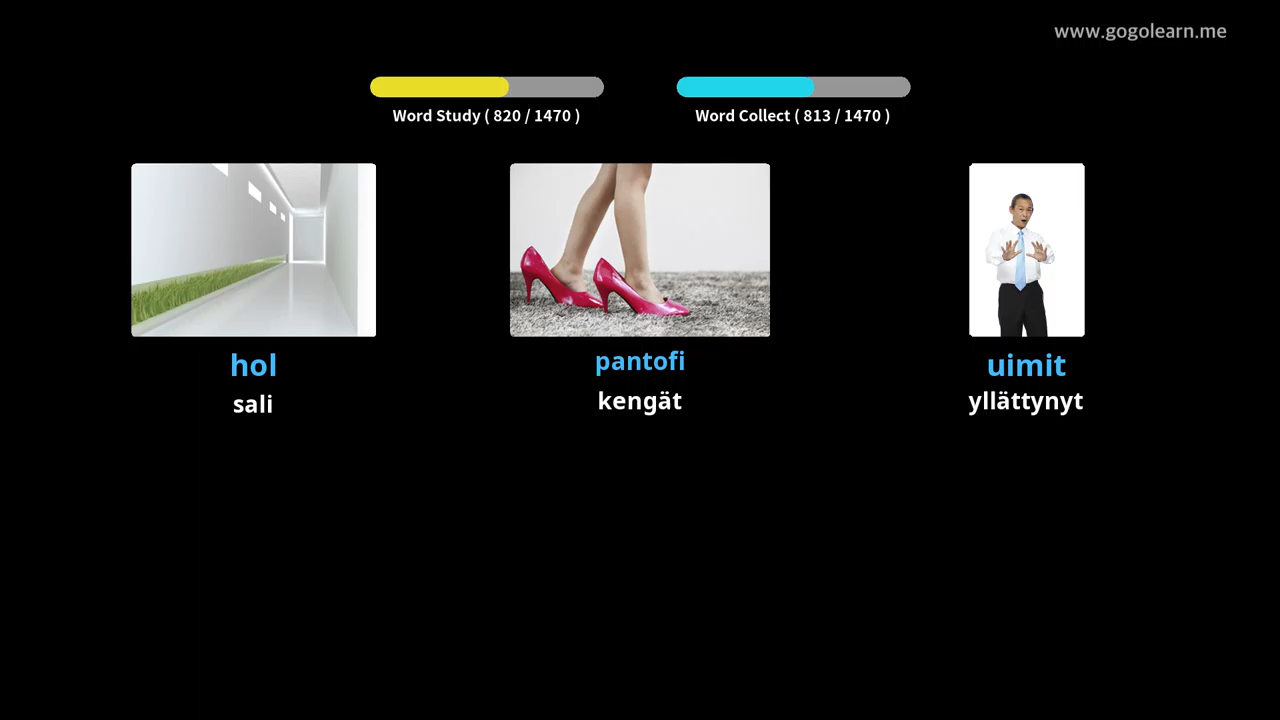 www.gogolearn.me
Word Study ( 820 / 1470 )
Word Collect ( 813 / 1470 )
hol
sali
pantofi
kengät
uimit
yllättynyt